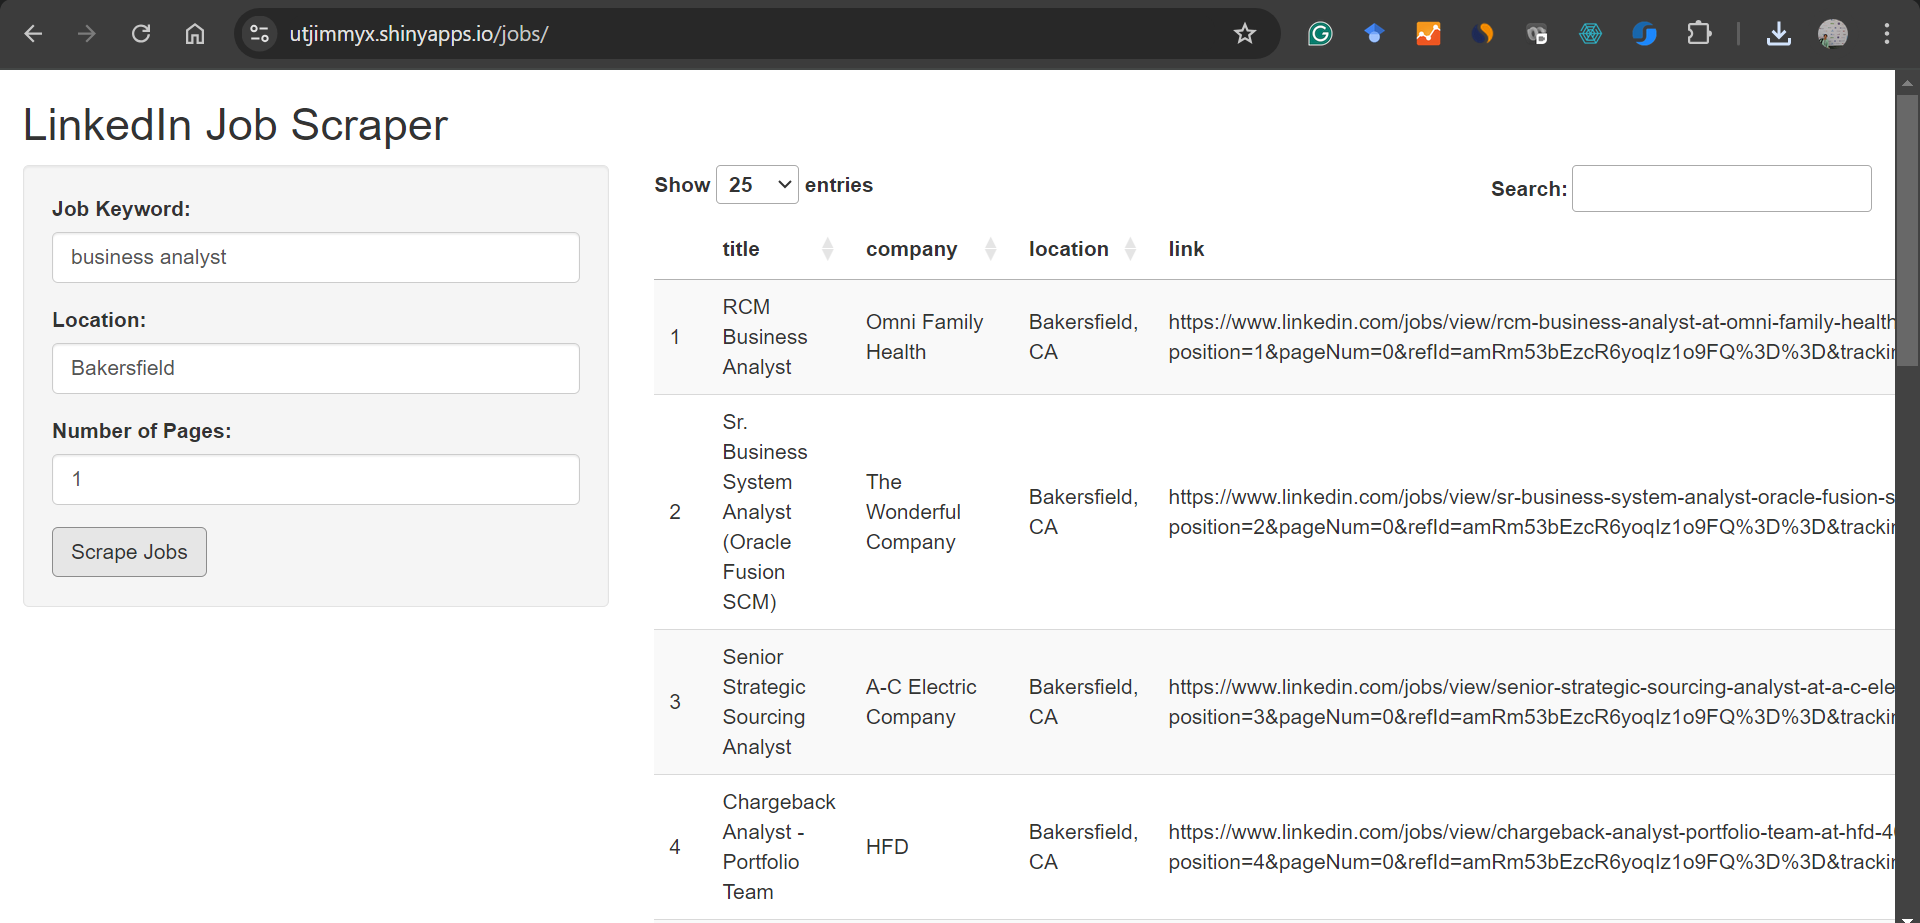 utjimmyx.shinyapps.io/jobs/
LinkedIn Job Scraper
Job Keyword:
business analyst
Location:
Bakersfield
Number of Pages:
1
Scrape Jobs
Show 25 entries
Search:
title company location link
1
RCM
Business
Analyst
Omni Family
Health
Bakersfield,
CA
https://www.linkedin.com/jobs/view/rcm-business-analyst-at-omni-family-health
position=1&pageNum=0&refId=amRm53bEzcR6yoqIz1o9FQ%3D%3D&trackin
2
Sr.
Business
System
Analyst
(Oracle
Fusion
SCM)
The
Wonderful
Company
Bakersfield,
CA
https://www.linkedin.com/jobs/view/sr-business-system-analyst-oracle-fusion-s
position=2&pageNum=0&refId=amRm53bEzcR6yoqIz1o9FQ%3D%3D&trackin
3
Senior
Strategic
Sourcing
Analyst
A-C Electric
Company
Bakersfield,
CA
https://www.linkedin.com/jobs/view/senior-strategic-sourcing-analyst-at-a-c-ele
position=3&pageNum=0&refId=amRm53bEzcR6yoqIz1o9FQ%3D%3D&trackin
4
Chargeback
Analyst -
Portfolio
Team
HFD
Bakersfield,
CA
https://www.linkedin.com/jobs/view/chargeback-analyst-portfolio-team-at-hfd-4
position=4&pageNum=0&refId=amRm53bEzcR6yoqIz1o9FQ%3D%3D&trackin